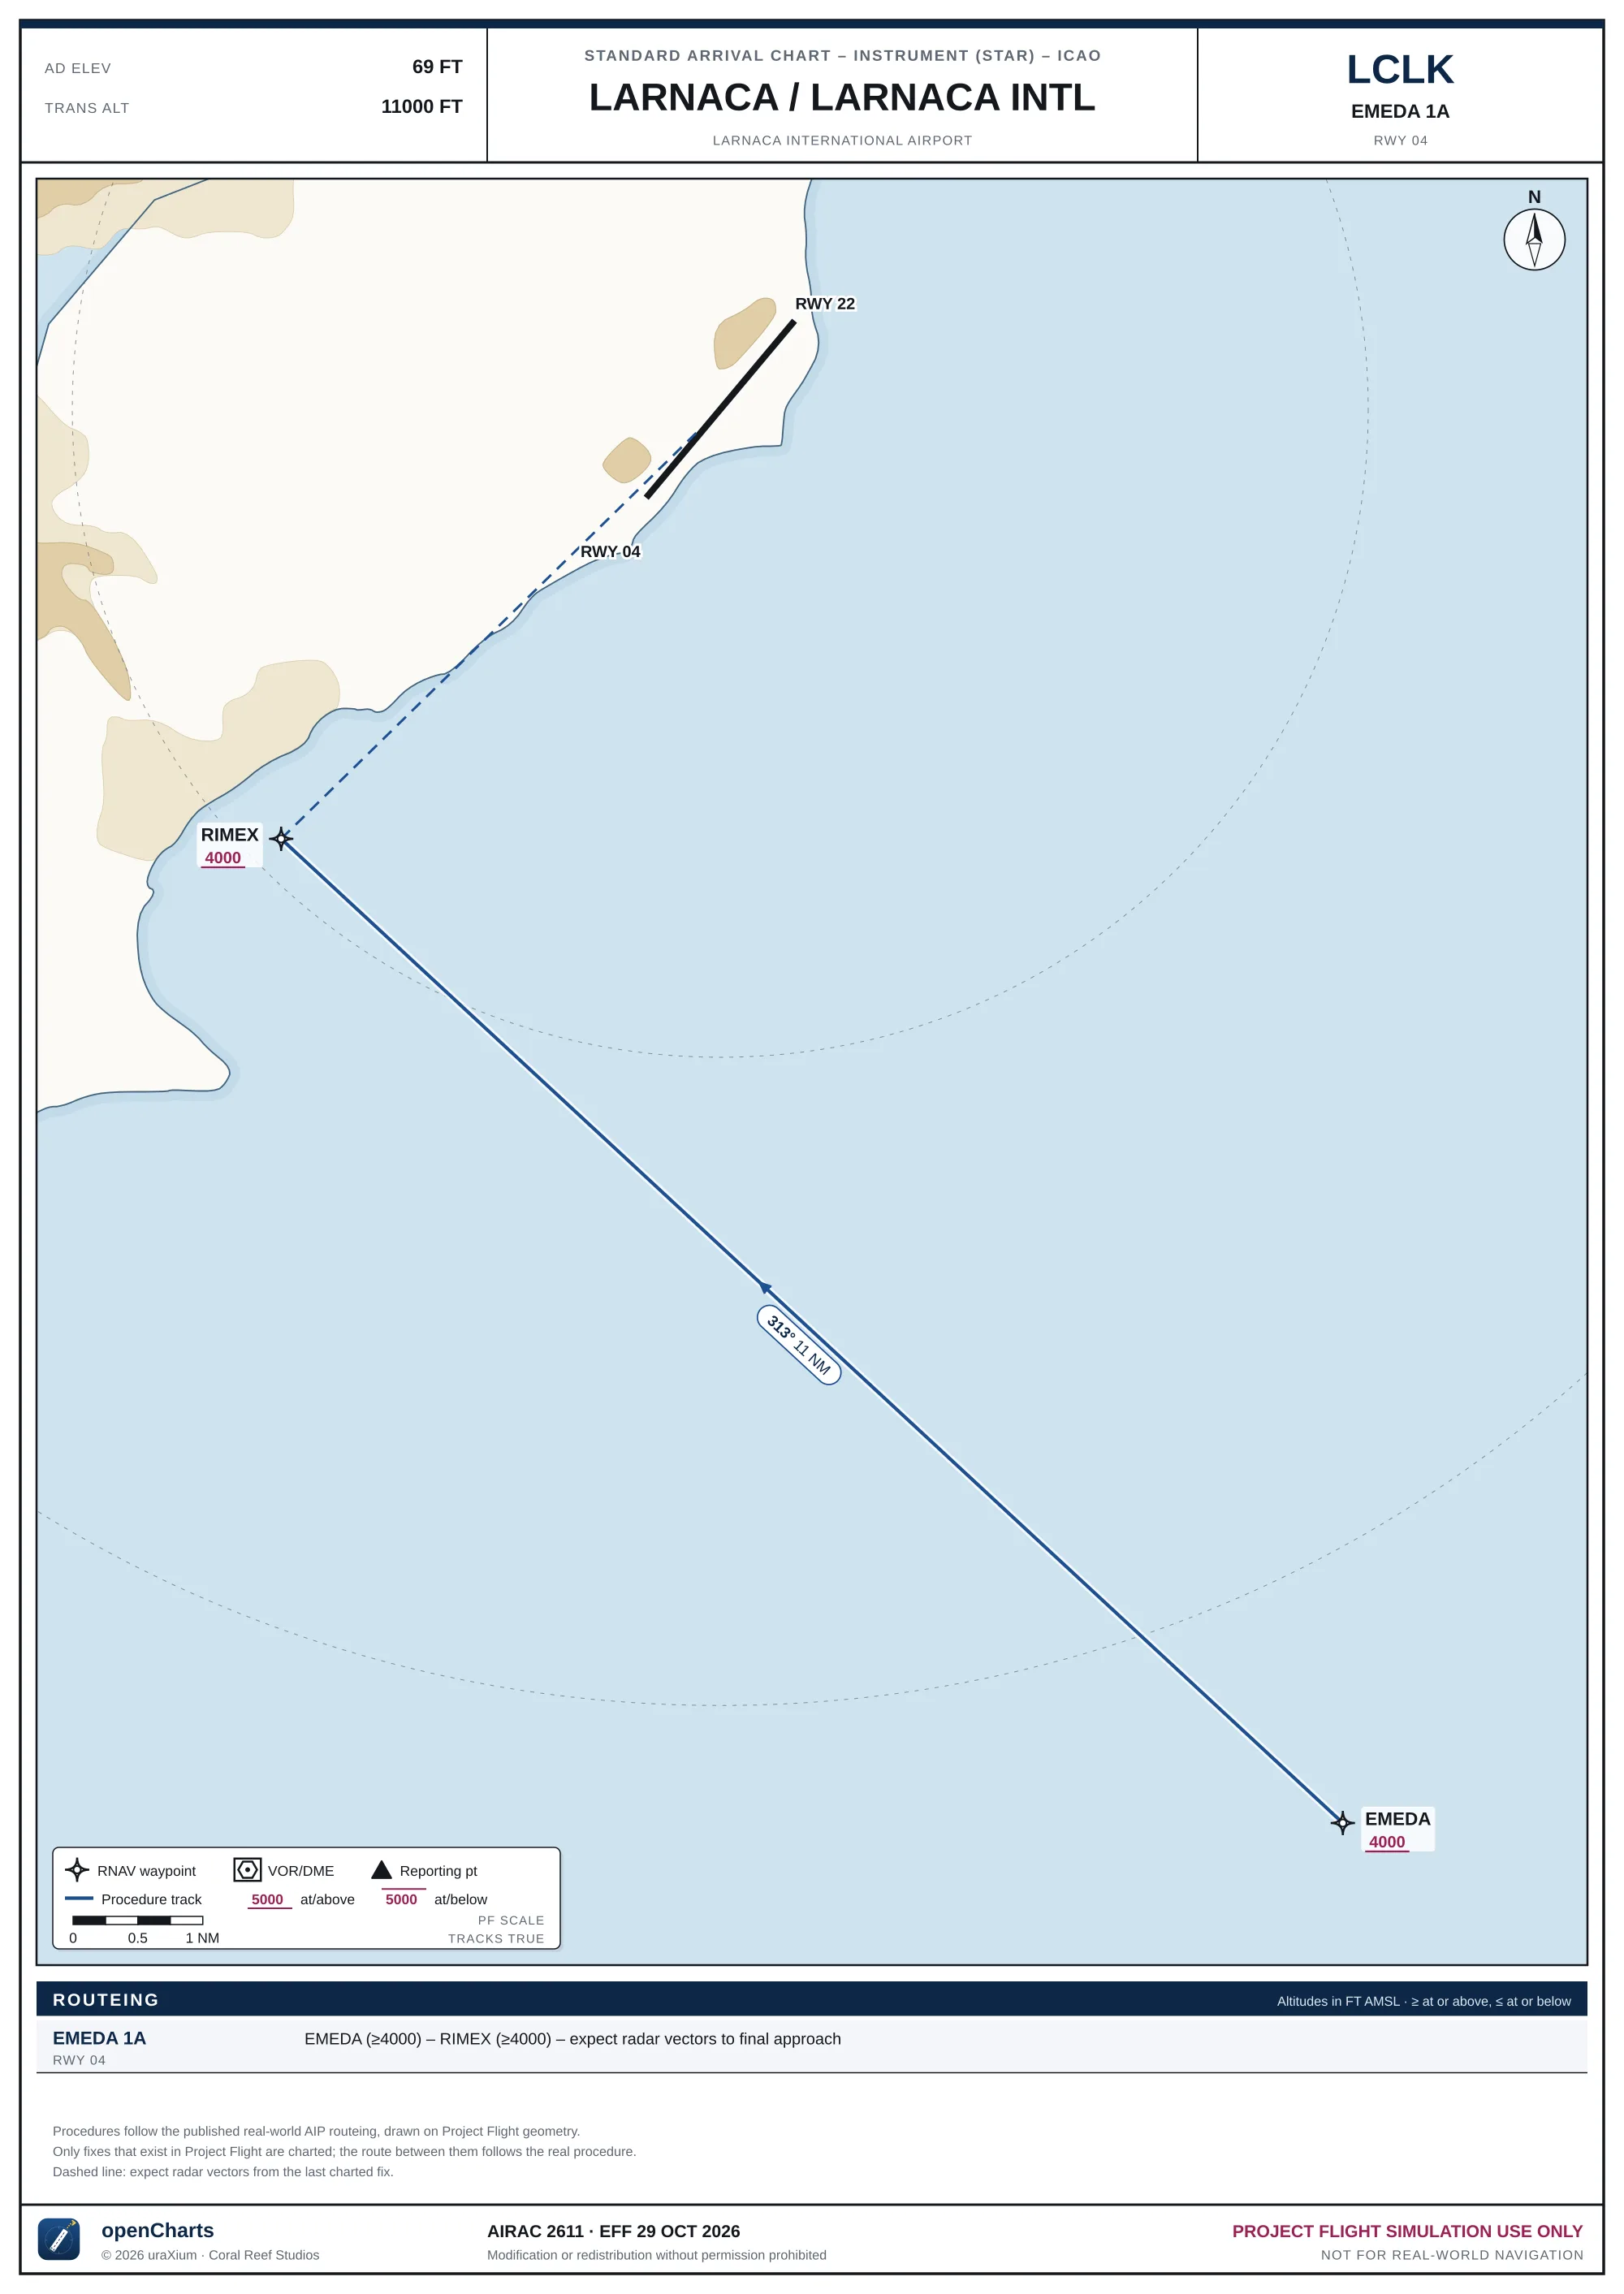 AD ELEV 69 FT
TRANS ALT 11000 FT
STANDARD ARRIVAL CHART – INSTRUMENT (STAR) – ICAO
LARNACA / LARNACA INTL
LARNACA INTERNATIONAL AIRPORT
LCLK
EMEDA 1A
RWY 04
N
RWY 22
RWY 04
RIMEX
4000
313° 11 NM
EMEDA
4000
RNAV waypoint VOR/DME Reporting pt
Procedure track 5000 at/above 5000 at/below
PF SCALE
0 0.5 1 NM TRACKS TRUE
ROUTEING Altitudes in FT AMSL · ≥ at or above, ≤ at or below
EMEDA 1A EMEDA (≥4000) – RIMEX (≥4000) – expect radar vectors to final approach
RWY 04
Procedures follow the published real-world AIP routeing, drawn on Project Flight geometry.
Only fixes that exist in Project Flight are charted; the route between them follows the real procedure.
Dashed line: expect radar vectors from the last charted fix.
openCharts
© 2026 uraXium · Coral Reef Studios
AIRAC 2611 · EFF 29 OCT 2026
Modification or redistribution without permission prohibited
PROJECT FLIGHT SIMULATION USE ONLY
NOT FOR REAL-WORLD NAVIGATION